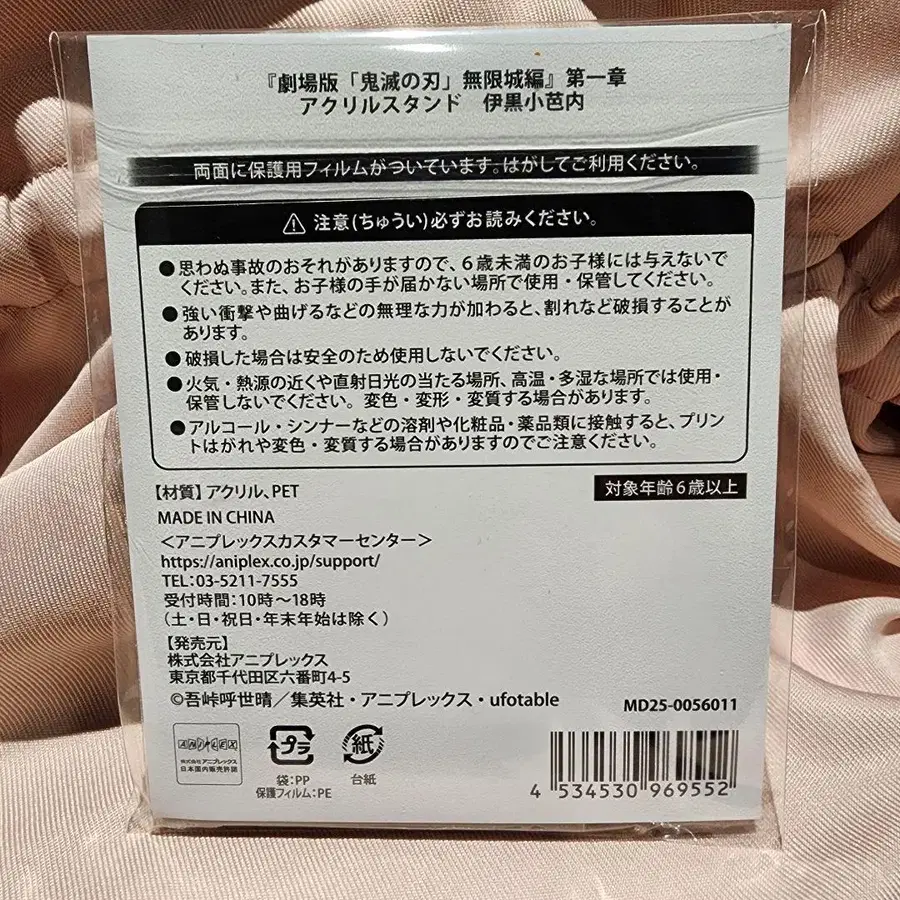 『劇場版「鬼滅の刃」無限城編』第一章
アクリルスタンド　伊黒小芭内
両面に保護用フィルムがついています。はがしてご利用ください。
⚠ 注意(ちゅうい)必ずお読みください。
●思わぬ事故のおそれがありますので、６歳未満のお子様には与えないで
ください。また、お子様の手が届かない場所で使用・保管してください。
●強い衝撃や曲げるなどの無理な力が加わると、割れなど破損することが
あります。
●破損した場合は安全のため使用しないでください。
●火気・熱源の近くや直射日光の当たる場所、高温・多湿な場所では使用・
保管しないでください。変色・変形・変質する場合があります。
●アルコール・シンナーなどの溶剤や化粧品・薬品類に接触すると、プリン
トはがれや変色・変質する場合がありますのでご注意ください。
【材質】アクリル、PET
対象年齢６歳以上
MADE IN CHINA
＜アニプレックスカスタマーセンター＞
https://aniplex.co.jp/support/
TEL：03-5211-7555
受付時間：10時～18時
（土・日・祝日・年末年始は除く）
【発売元】
株式会社アニプレックス
東京都千代田区六番町4-5
©吾峠呼世晴／集英社・アニプレックス・ufotable
MD25-0056011
ANIPLEX
株式会社アニプレックス
日本国内販売許諾
プラ
袋：PP
保護フィルム：PE
紙
台紙
4 534530 969552